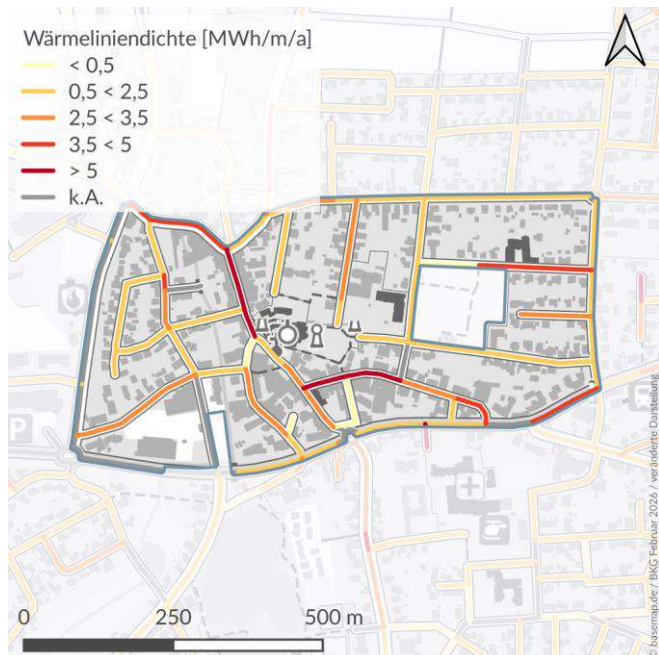 Wärmeliniendichte [MWh/m/a]
< 0,5
0,5 < 2,5
2,5 < 3,5
3,5 < 5
> 5
k.A.
0 250 500 m
© basemap.de / BKG Februar 2026 / veränderte Darstellung